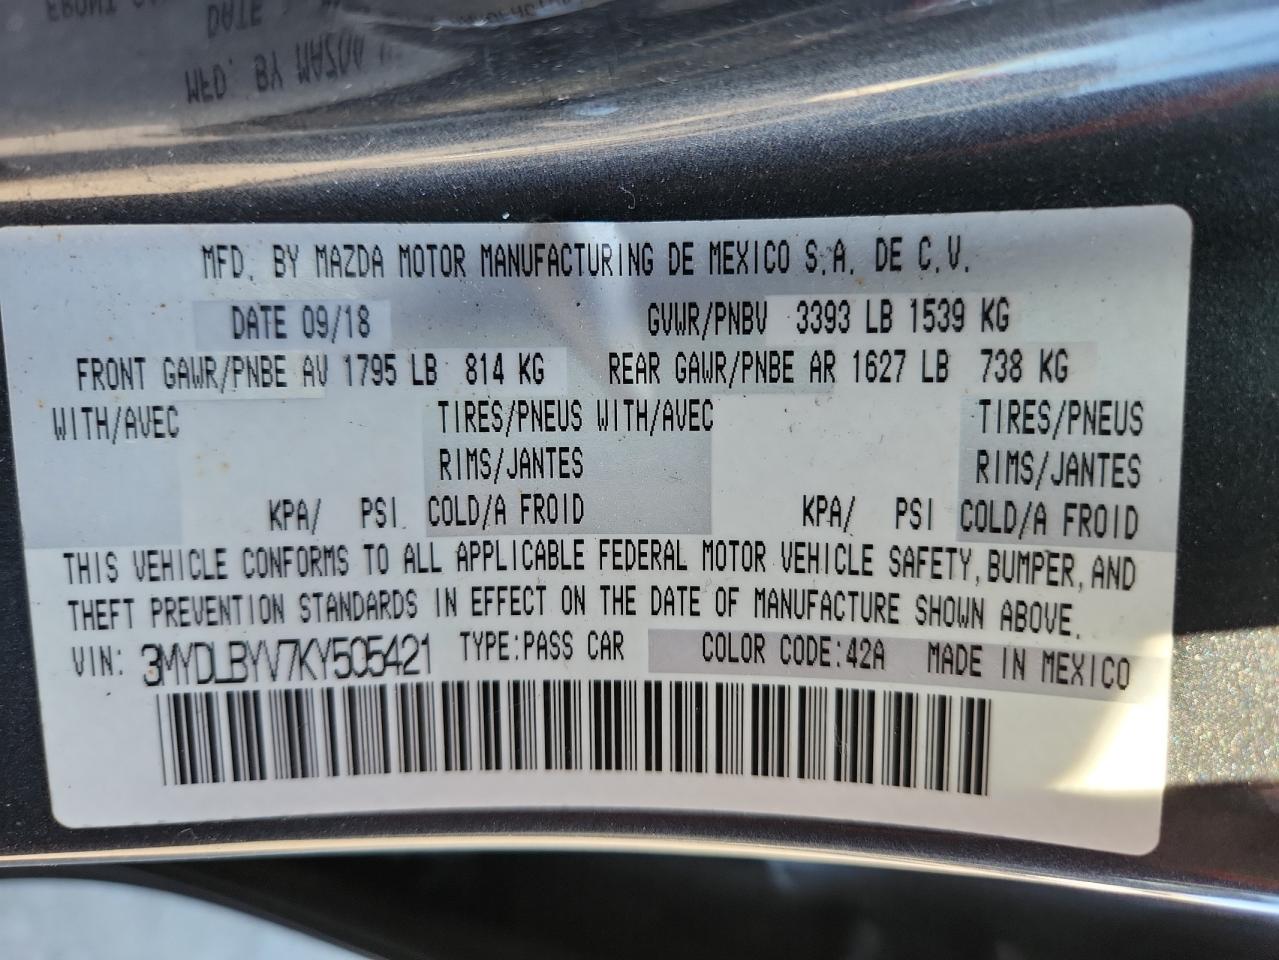 MFD. BY MAZDA MOTOR MANUFACTURING DE MEXICO S.A. DE C.V.
DATE 09/18 GVWR/PNBV 3393 LB 1539 KG
FRONT GAWR/PNBE AV 1795 LB 814 KG REAR GAWR/PNBE AR 1627 LB 738 KG
WITH/AVEC TIRES/PNEUS WITH/AVEC TIRES/PNEUS
RIMS/JANTES RIMS/JANTES
KPA/ PSI. COLD/A FROID KPA/ PSI COLD/A FROID
THIS VEHICLE CONFORMS TO ALL APPLICABLE FEDERAL MOTOR VEHICLE SAFETY, BUMPER, AND
THEFT PREVENTION STANDARDS IN EFFECT ON THE DATE OF MANUFACTURE SHOWN ABOVE.
VIN: 3MYDLBYV7KY505421 TYPE:PASS CAR COLOR CODE:42A MADE IN MEXICO